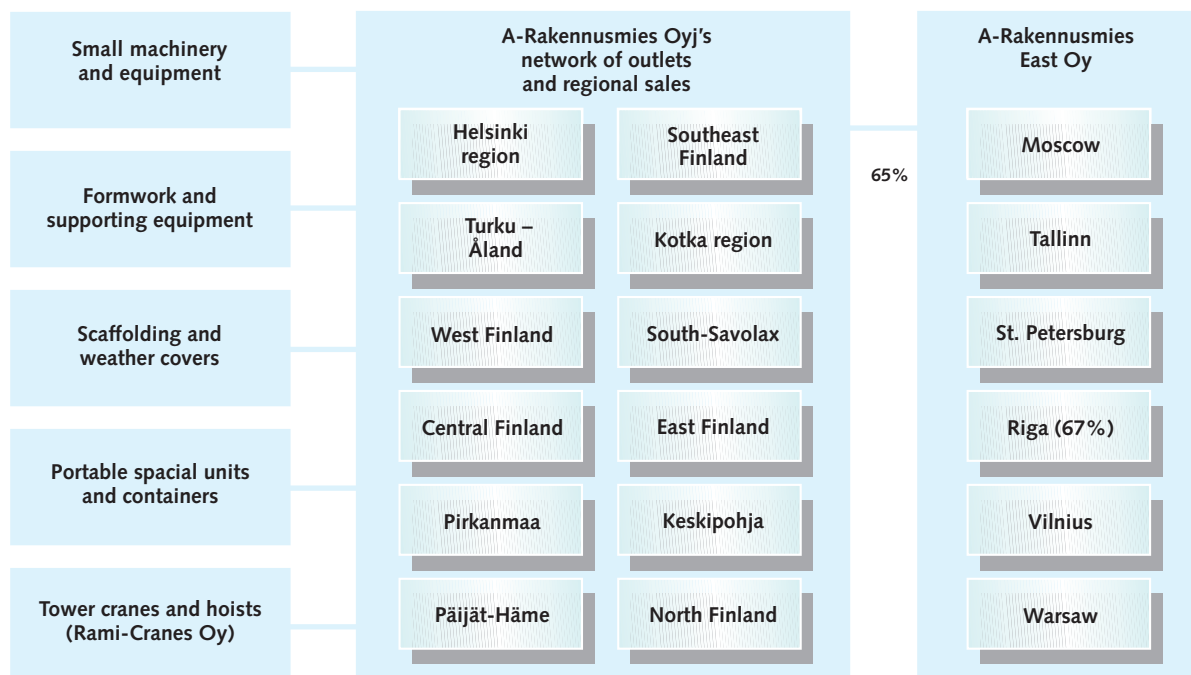 Small machinery
and equipment
Formwork and
supporting equipment
Scaffolding and
weather covers
Portable spacial units
and containers
Tower cranes and hoists
(Rami-Cranes Oy)
A-Rakennusmies Oyj's
network of outlets
and regional sales
Helsinki
region
Southeast
Finland
Turku –
Åland
Kotka region
West Finland
South-Savolax
Central Finland
East Finland
Pirkanmaa
Keskipohja
Päijät-Häme
North Finland
65%
A-Rakennusmies
East Oy
Moscow
Tallinn
St. Petersburg
Riga (67%)
Vilnius
Warsaw